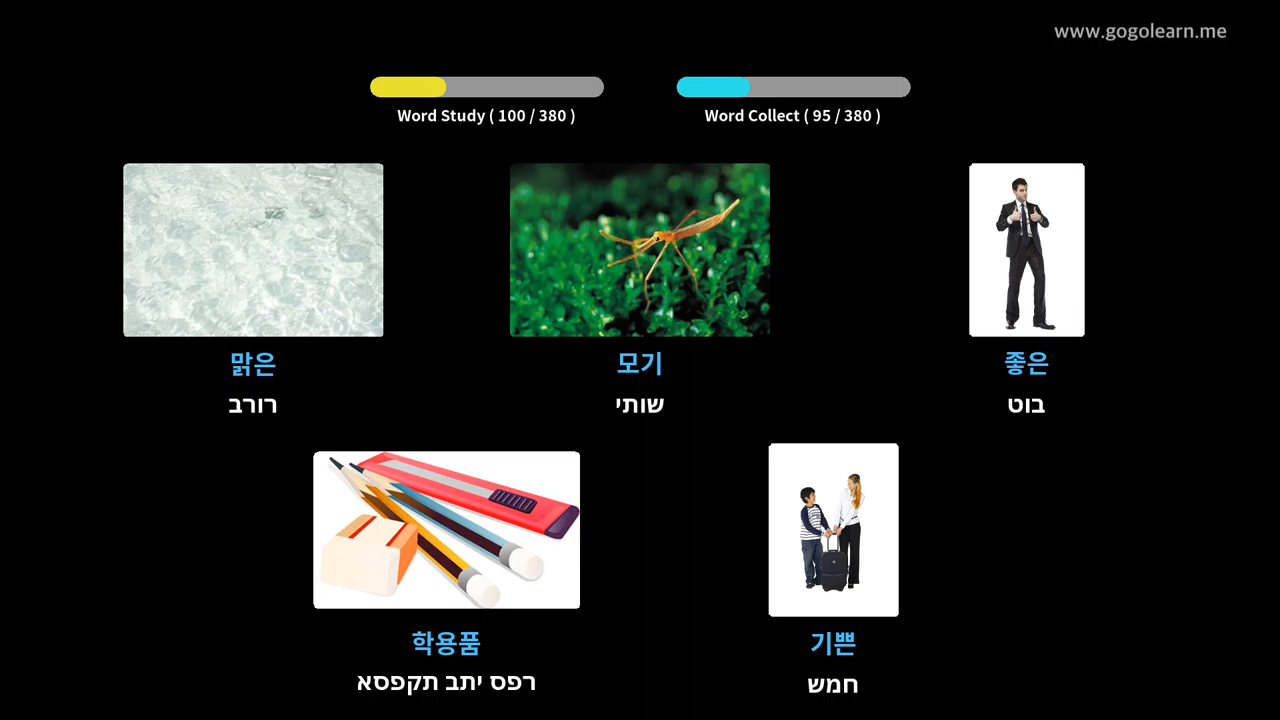 www.gogolearn.me
Word Study ( 100 / 380 )
Word Collect ( 95 / 380 )
맑은
רורב
모기
שותי
좋은
בוט
학용품
רפס יתב תקפסא
기쁜
חמש